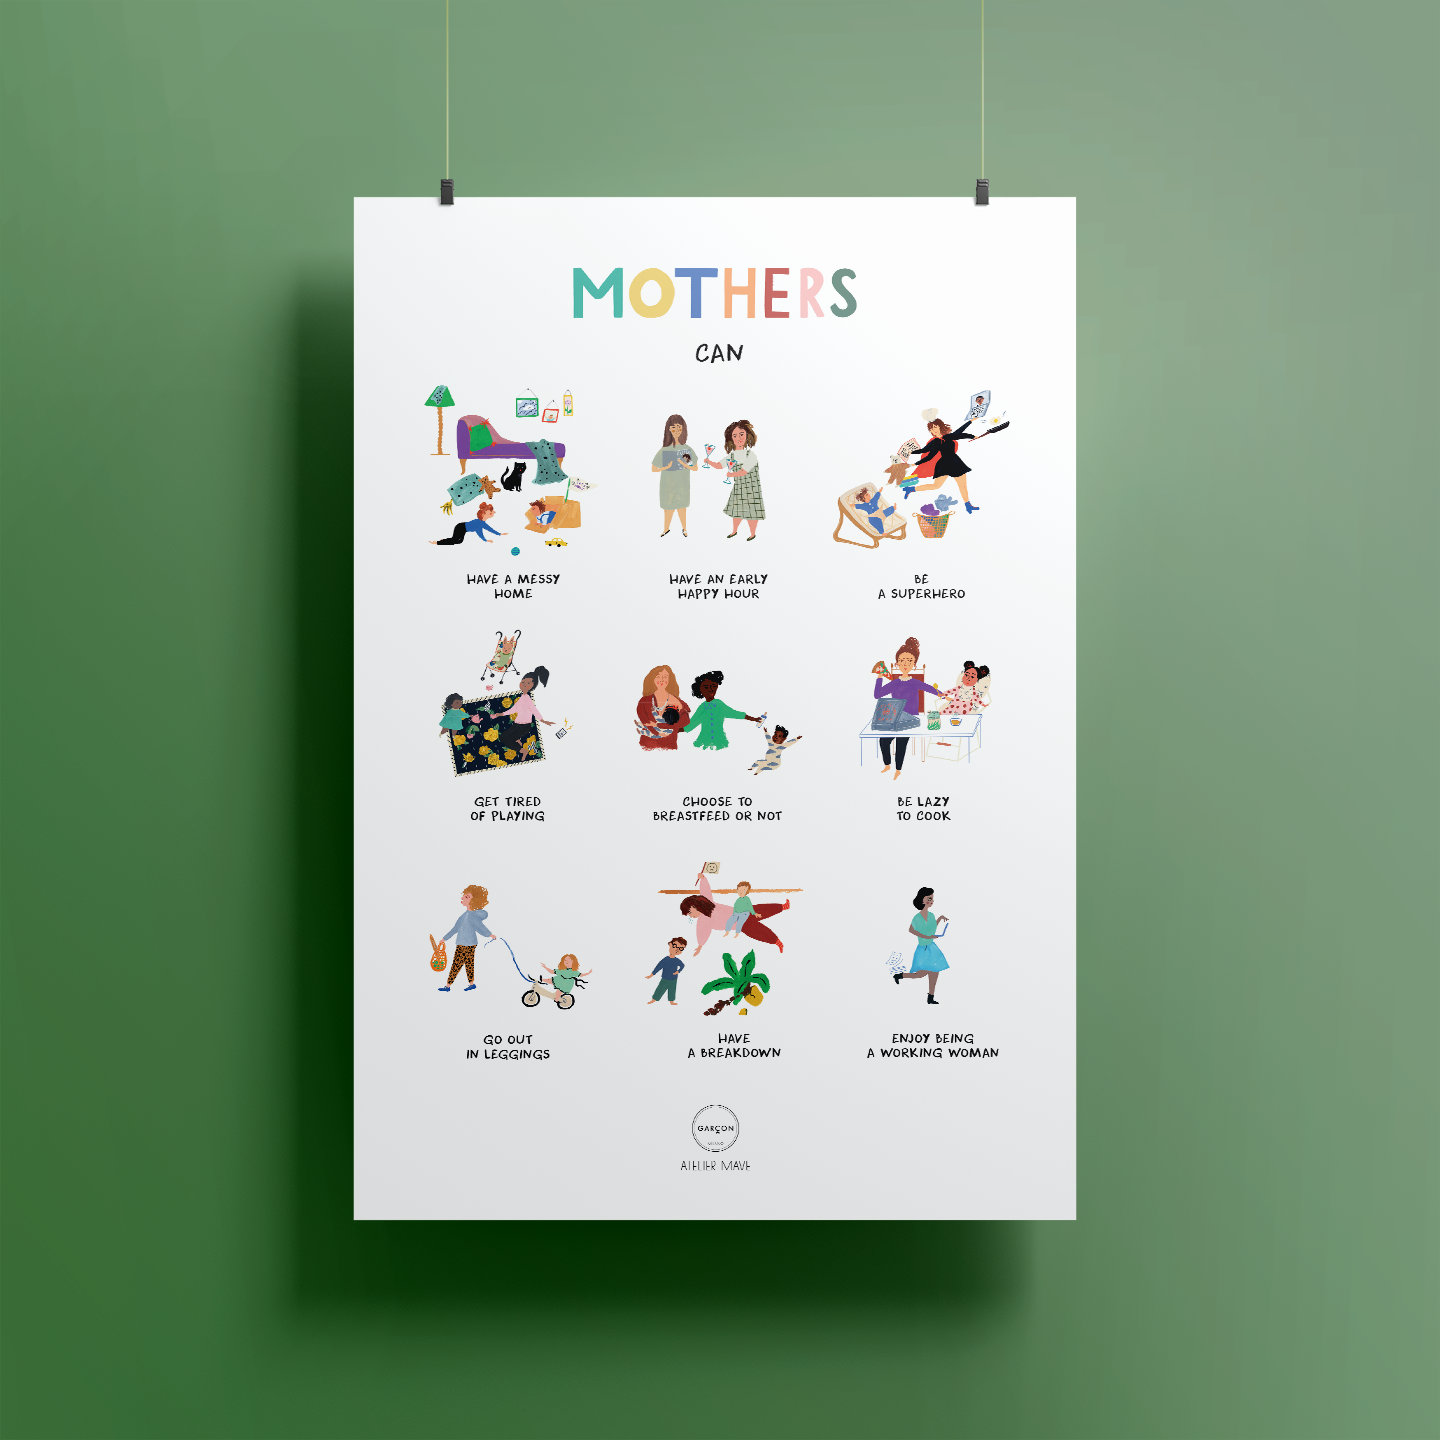 MOTHERS
CAN
HAVE A MESSY
HOME
HAVE AN EARLY
HAPPY HOUR
BE
A SUPERHERO
GET TIRED
OF PLAYING
CHOOSE TO
BREASTFEED OR NOT
BE LAZY
TO COOK
GO OUT
IN LEGGINGS
HAVE
A BREAKDOWN
ENJOY BEING
A WORKING WOMAN
GARÇON
MILANO
ATELIER MAVE